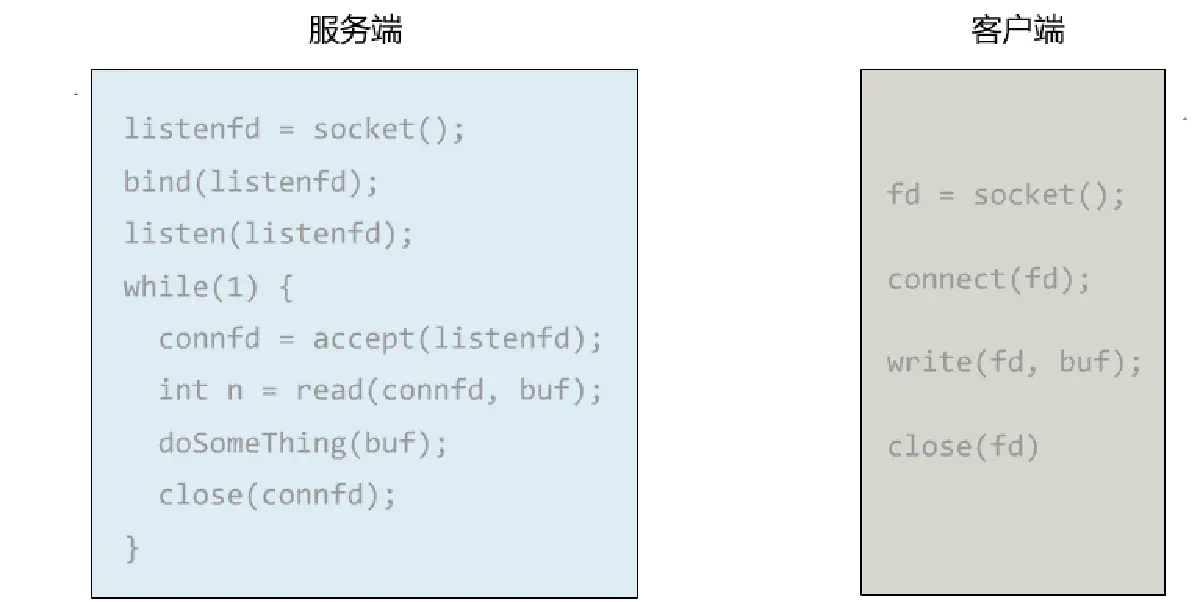 服务端
listenfd = socket();
bind(listenfd);
listen(listenfd);
while(1) {
  connfd = accept(listenfd);
  int n = read(connfd, buf);
  doSomeThing(buf);
  close(connfd);
}
客户端
fd = socket();
connect(fd);
write(fd, buf);
close(fd)